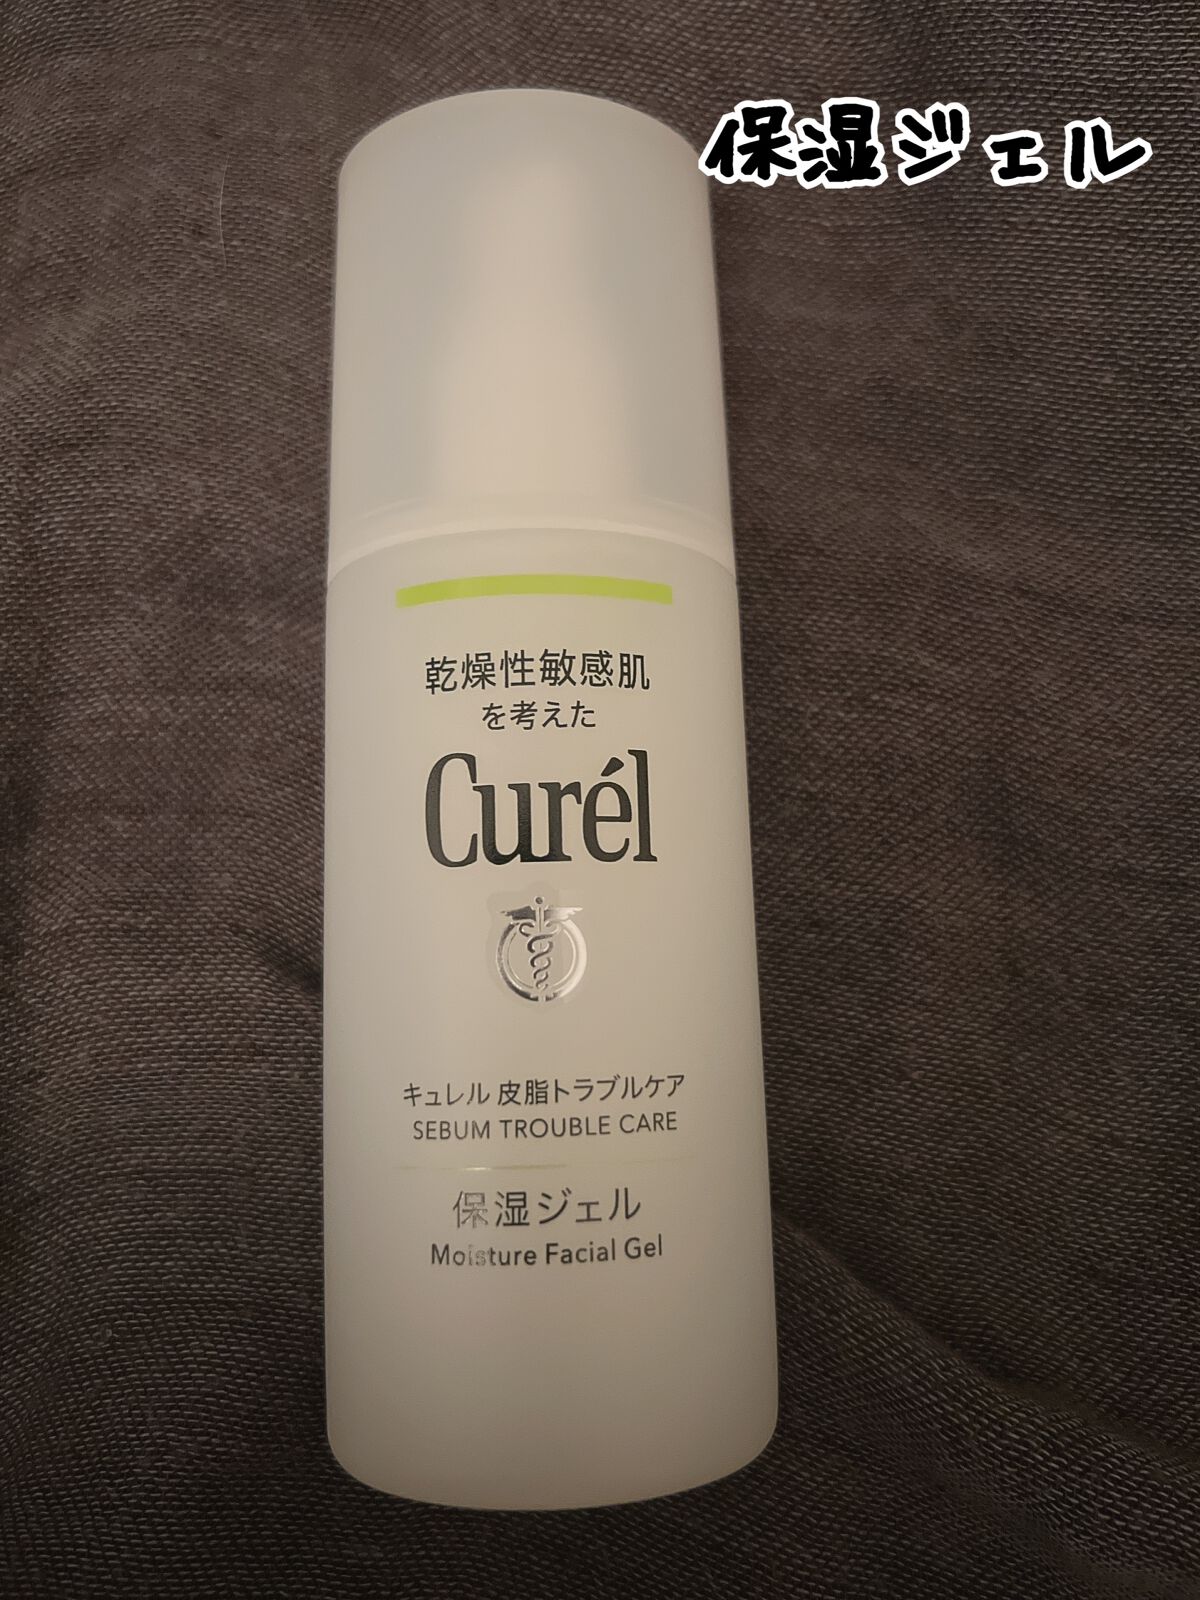 保湿ジェル
乾燥性敏感肌
を考えた
Curél
キュレル 皮脂トラブルケア
SEBUM TROUBLE CARE
保湿ジェル
Moisture Facial Gel